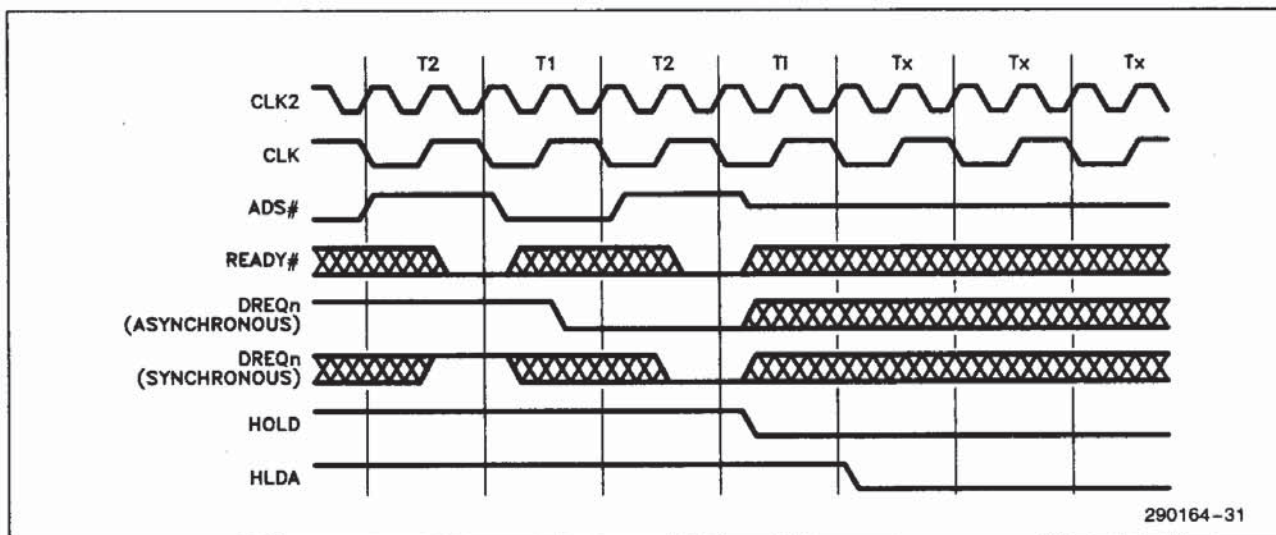 T2 T1 T2 Ti Tx Tx Tx
CLK2
CLK
ADS#
READY#
DREQn
(ASYNCHRONOUS)
DREQn
(SYNCHRONOUS)
HOLD
HLDA
290164-31